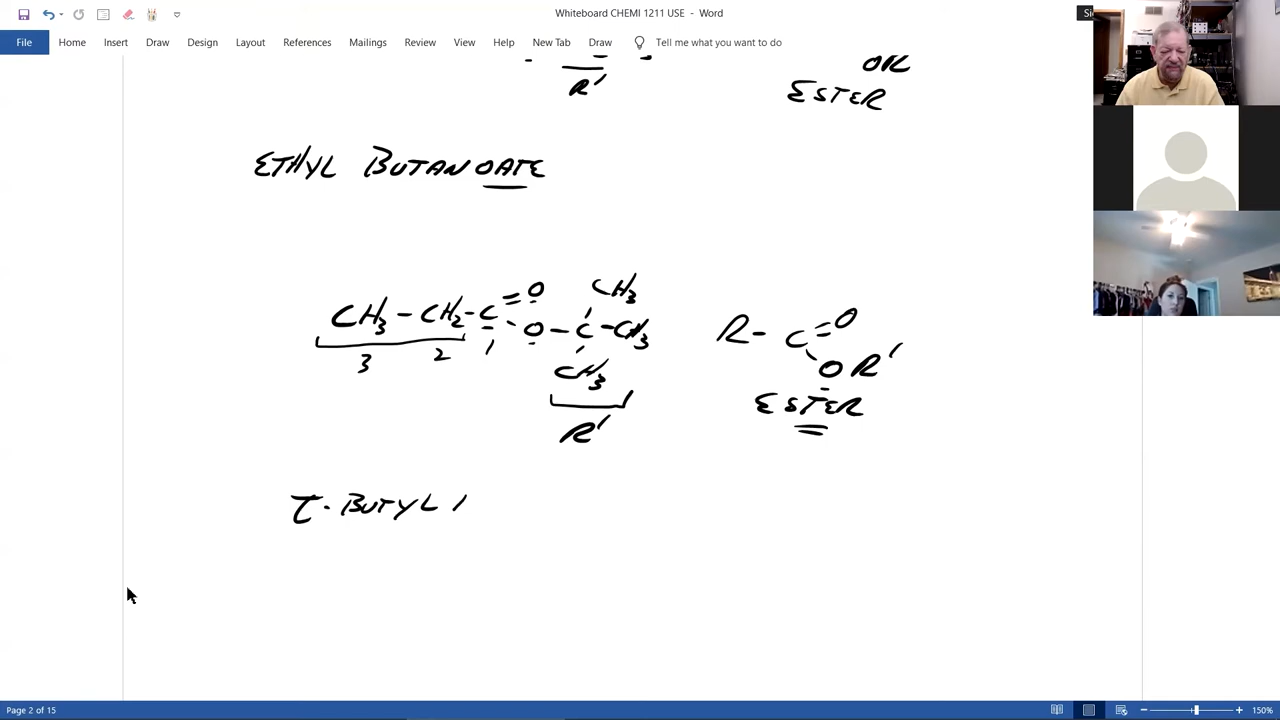 Whiteboard CHEMI 1211 USE - Word
File Home Insert Draw Design Layout References Mailings Review View Help New Tab Draw Tell me what you want to do
R'
OR
ESTER
ETHYL BUTANOATE
CH3
CH3-CH2-C=O
O-C-CH3
CH3
3 2 1
R'
R-C=O
OR'
ESTER
T-BUTYL
Page 2 of 15
150%